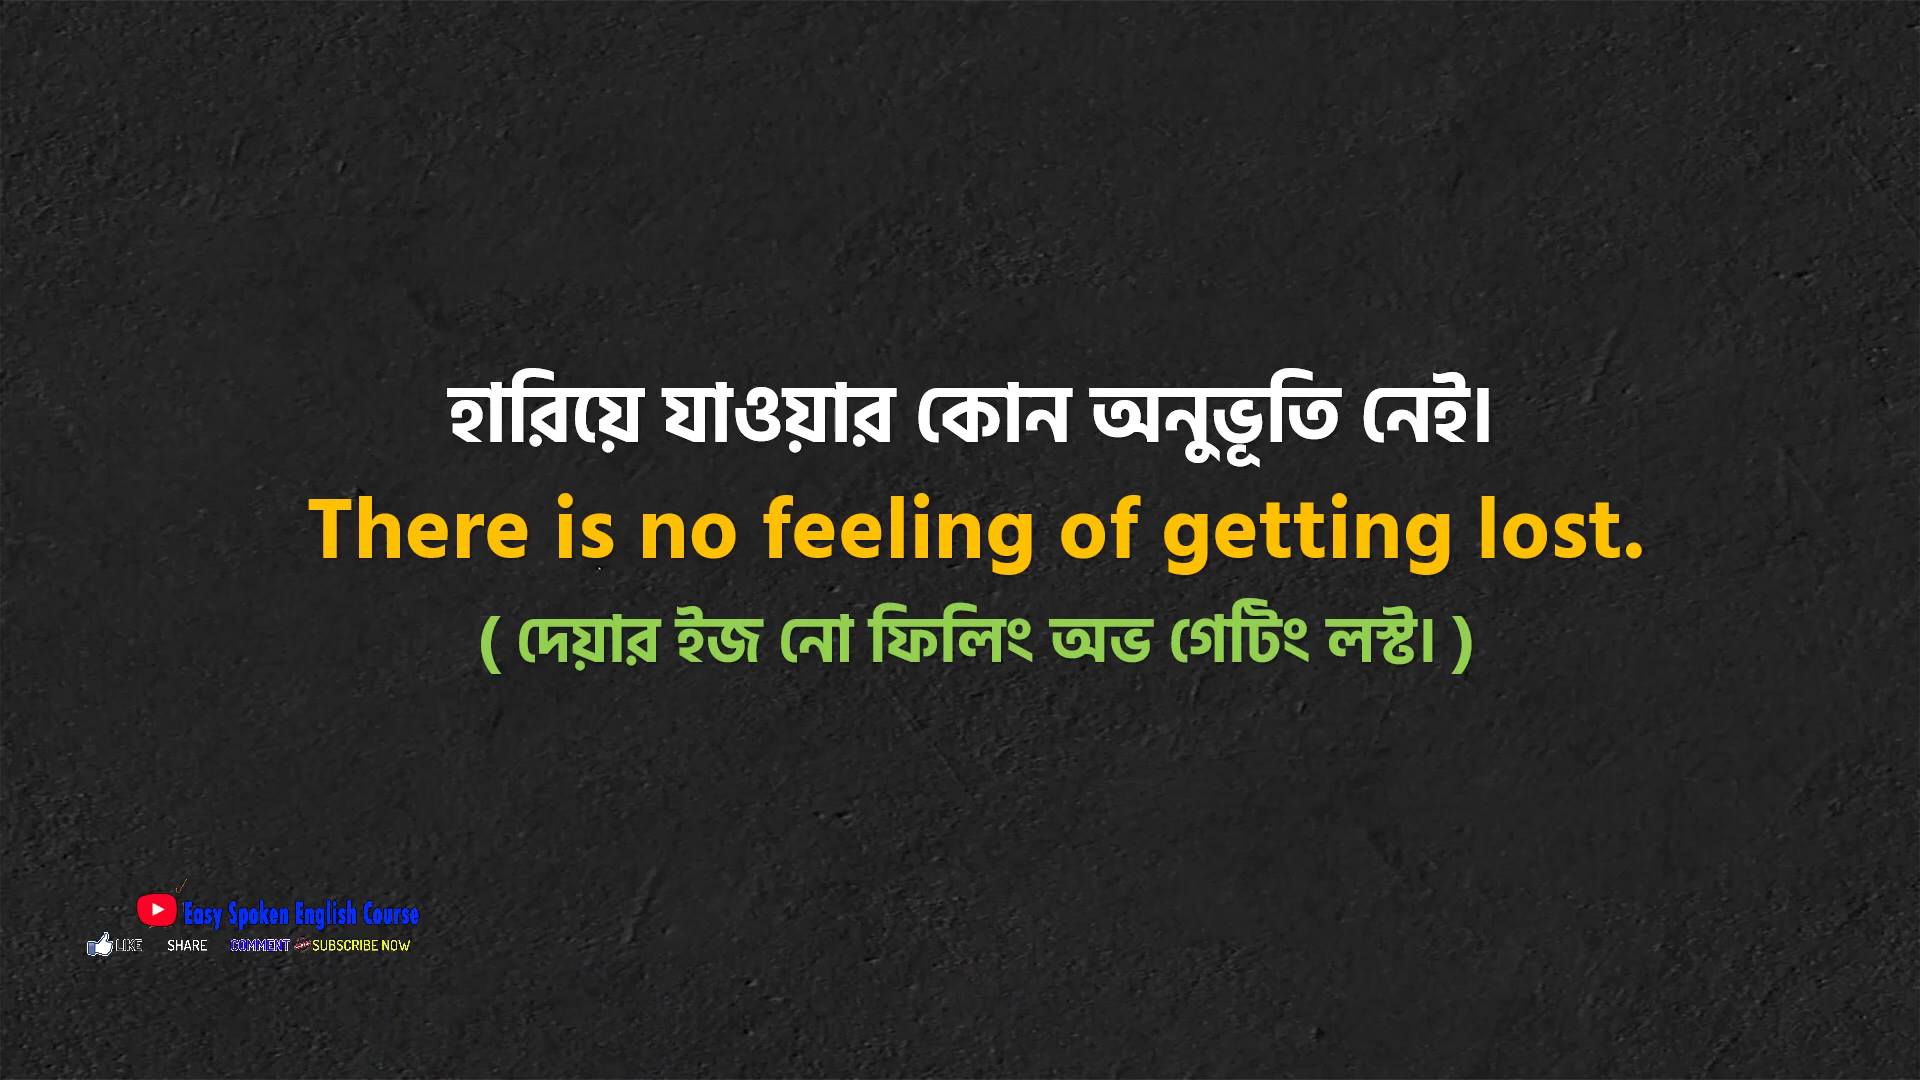 হারিয়ে যাওয়ার কোন অনুভূতি নেই।
There is no feeling of getting lost.
( দেয়ার ইজ নো ফিলিং অভ গেটিং লস্ট। )
Easy Spoken English Course
LIKE SHARE COMMENT SUBSCRIBE NOW